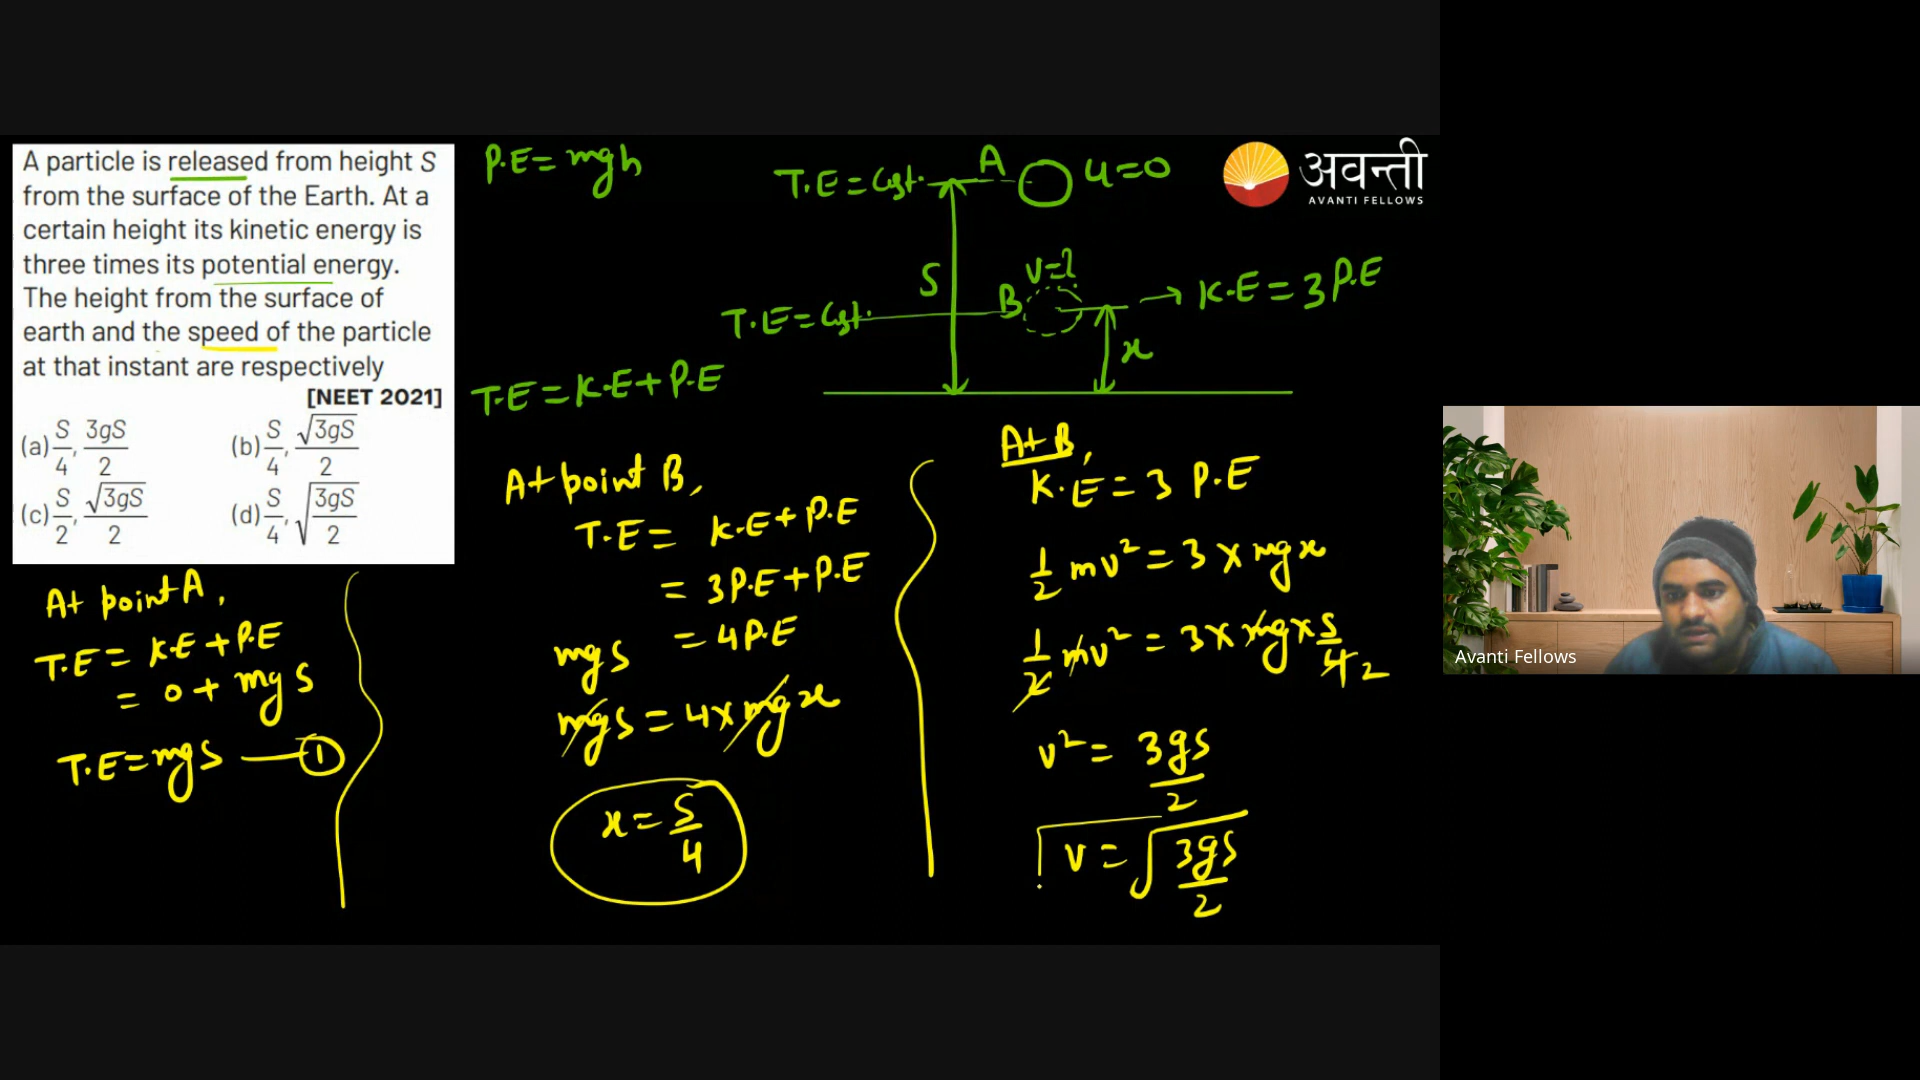 A particle is released from height S
from the surface of the Earth. At a
certain height its kinetic energy is
three times its potential energy.
The height from the surface of
earth and the speed of the particle
at that instant are respectively
[NEET 2021]
(a) S/4, 3gS/2 (b) S/4, √3gS/2
(c) S/2, √3gS/2 (d) S/4, √(3gS/2)
P.E = mgh
T.E = Cgt. A u=0
अवन्ती
AVANTI FELLOWS
S
v=?
B
K.E = 3 P.E
T.E = Cgt.
x
T.E = K.E + P.E
At point A,
T.E = K.E + P.E
= 0 + mgs
T.E = mgs — ①
At point B,
T.E = K.E + P.E
= 3P.E + P.E
mgs = 4P.E
mgs = 4 x mgx
x = S/4
At B,
K.E = 3 P.E
1/2 mv² = 3 x mgx
1/2 mv² = 3 x mg x S/4 2
v² = 3gs/2
v = √(3gs/2)
Avanti Fellows